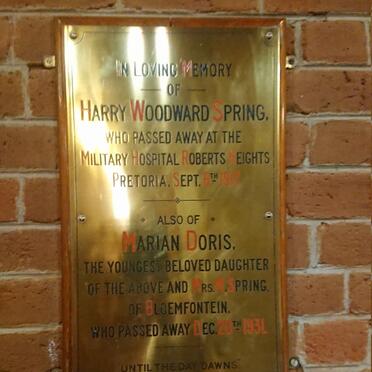 IN LOVING MEMORY
OF
HARRY WOODWARD SPRING,
WHO PASSED AWAY AT THE
MILITARY HOSPITAL ROBERTS HEIGHTS
PRETORIA. SEPT.
ALSO OF
MARIAN DORIS,
THE YOUNGEST BELOVED DAUGHTER
OF THE ABOVE AND MRS. SPRING,
OF BLOEMFONTEIN,
WHO PASSED AWAY DEC. 1931.
UNTIL THE DAY DAWNS